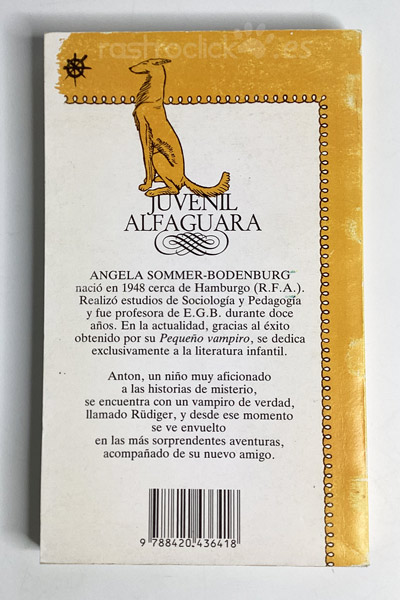 rastroclick.es
JUVENIL
ALFAGUARA
ANGELA SOMMER-BODENBURG
nació en 1948 cerca de Hamburgo (R.F.A.).
Realizó estudios de Sociología y Pedagogía
y fue profesora de E.G.B. durante doce
años. En la actualidad, gracias al éxito
obtenido por su Pequeño vampiro, se dedica
exclusivamente a la literatura infantil.
Anton, un niño muy aficionado
a las historias de misterio,
se encuentra con un vampiro de verdad,
llamado Rüdiger, y desde ese momento
se ve envuelto
en las más sorprendentes aventuras,
acompañado de su nuevo amigo.
9 788420 436418